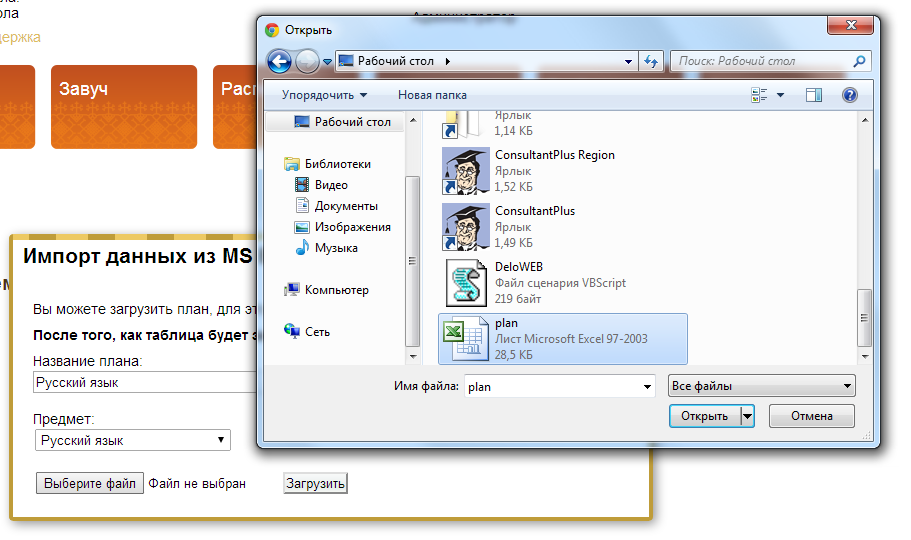 ола
держка
Завуч
Рас
Импорт данных из MS
Вы можете загрузить план, для эт
После того, как таблица будет з
Название плана:
Русский язык
Предмет:
Русский язык
Выберите файл Файл не выбран Загрузить
Открыть
Рабочий стол
Поиск: Рабочий стол
Упорядочить Новая папка
Рабочий стол
Библиотеки
Видео
Документы
Изображения
Музыка
Компьютер
Сеть
Ярлык
1,14 КБ
ConsultantPlus Region
Ярлык
1,52 КБ
ConsultantPlus
Ярлык
1,49 КБ
DeloWEB
Файл сценария VBScript
219 байт
plan
Лист Microsoft Excel 97-2003
28,5 КБ
Имя файла: plan Все файлы
Открыть Отмена